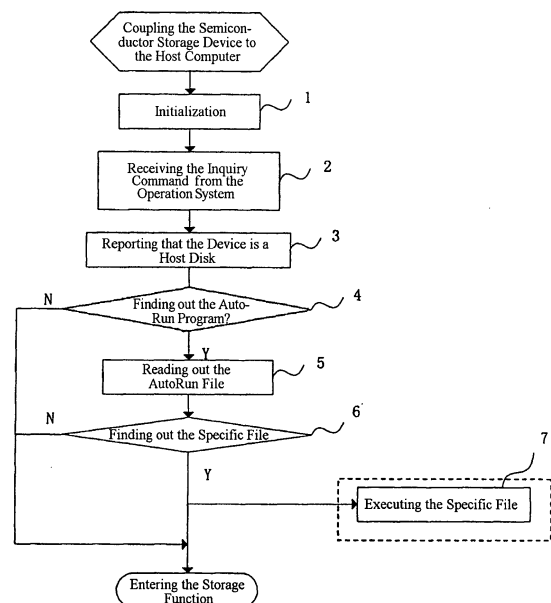 Coupling the Semicon-
ductor Storage Device to
the Host Computer
Initialization
1
Receiving the Inquiry
Command from the
Operation System
2
Reporting that the Device is a
Host Disk
3
N
Finding out the Auto-
Run Program?
4
Y
Reading out the
AutoRun File
5
N
Finding out the Specific File
6
Y
7
Executing the Specific File
Entering the Storage
Function